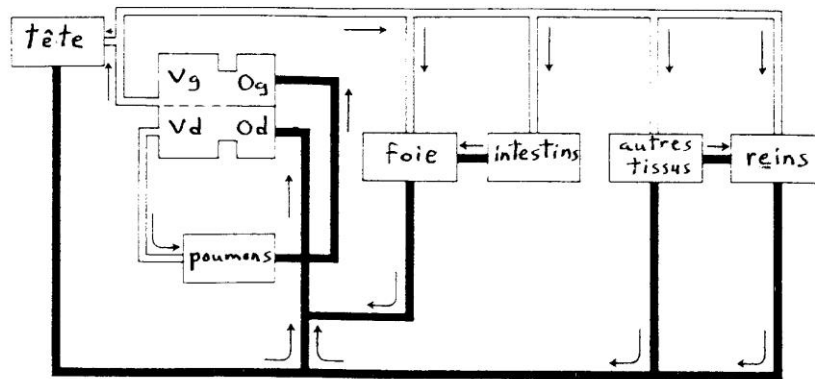 tête
Vg Og
Vd Od
foie
intestins
autres
tissus
reins
poumons